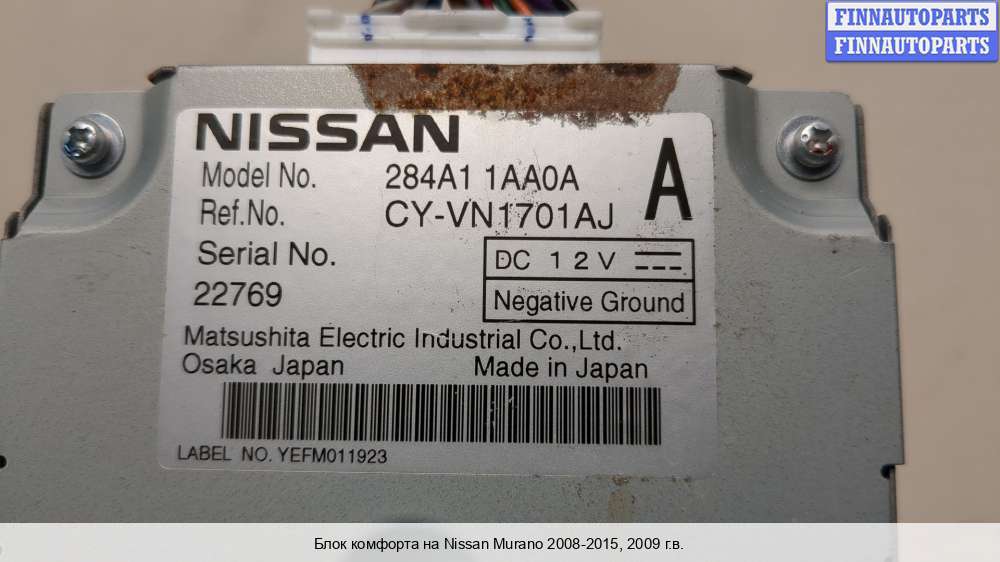 FINNAUTOPARTS
FINNAUTOPARTS
NISSAN
Model No. 284A1 1AA0A
A
Ref.No. CY-VN1701AJ
Serial No.
DC 12V
22769
Negative Ground
Matsushita Electric Industrial Co.,Ltd.
Osaka Japan Made in Japan
LABEL NO. YEFM011923
Блок комфорта на Nissan Murano 2008-2015, 2009 г.в.